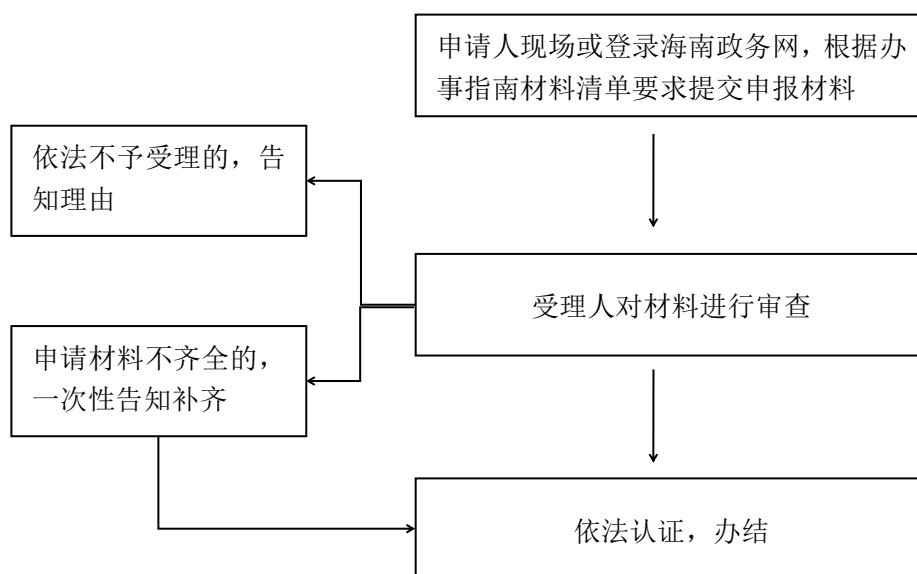 申请人现场或登录海南政务网，根据办
事指南材料清单要求提交申报材料
依法不予受理的，告
知理由
受理人对材料进行审查
申请材料不齐全的，
一次性告知补齐
依法认证，办结